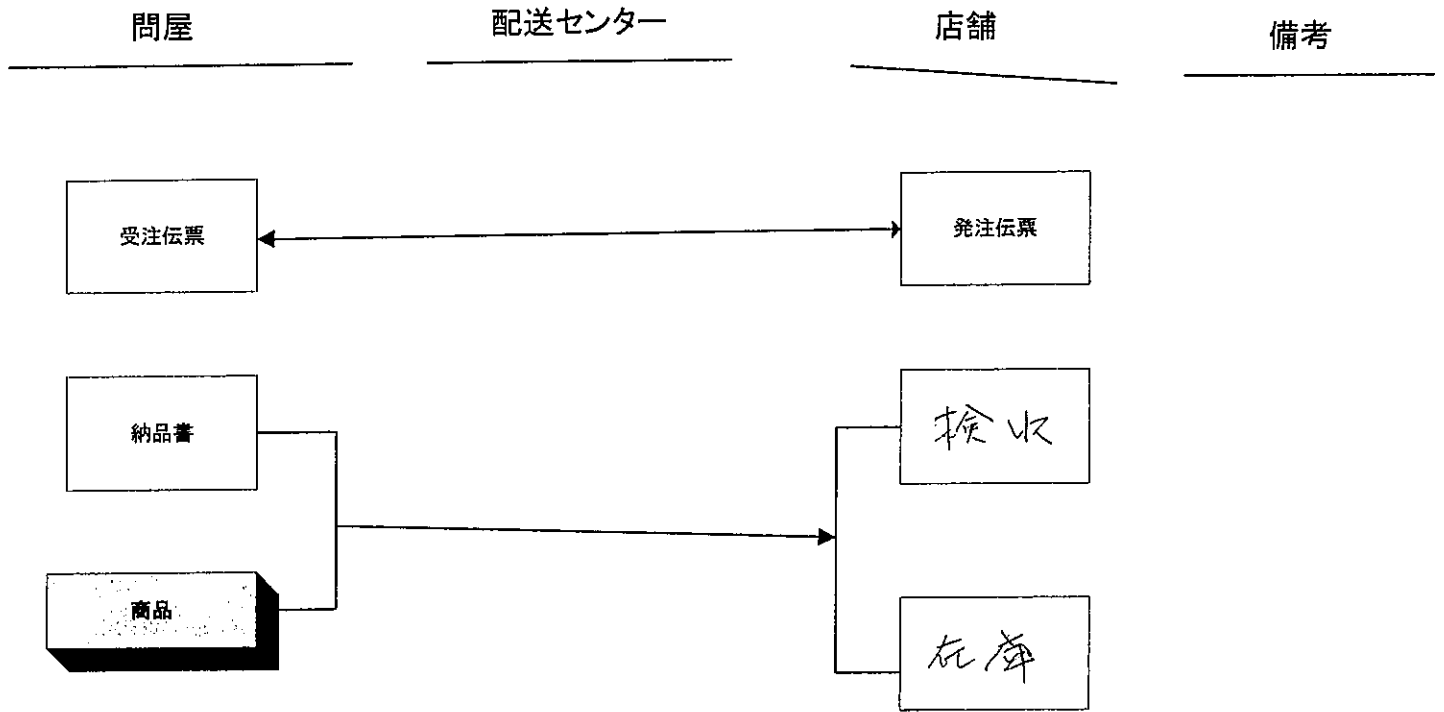 問屋
配送センター
店舗
備考
受注伝票
発注伝票
納品書
検収
商品
在庫